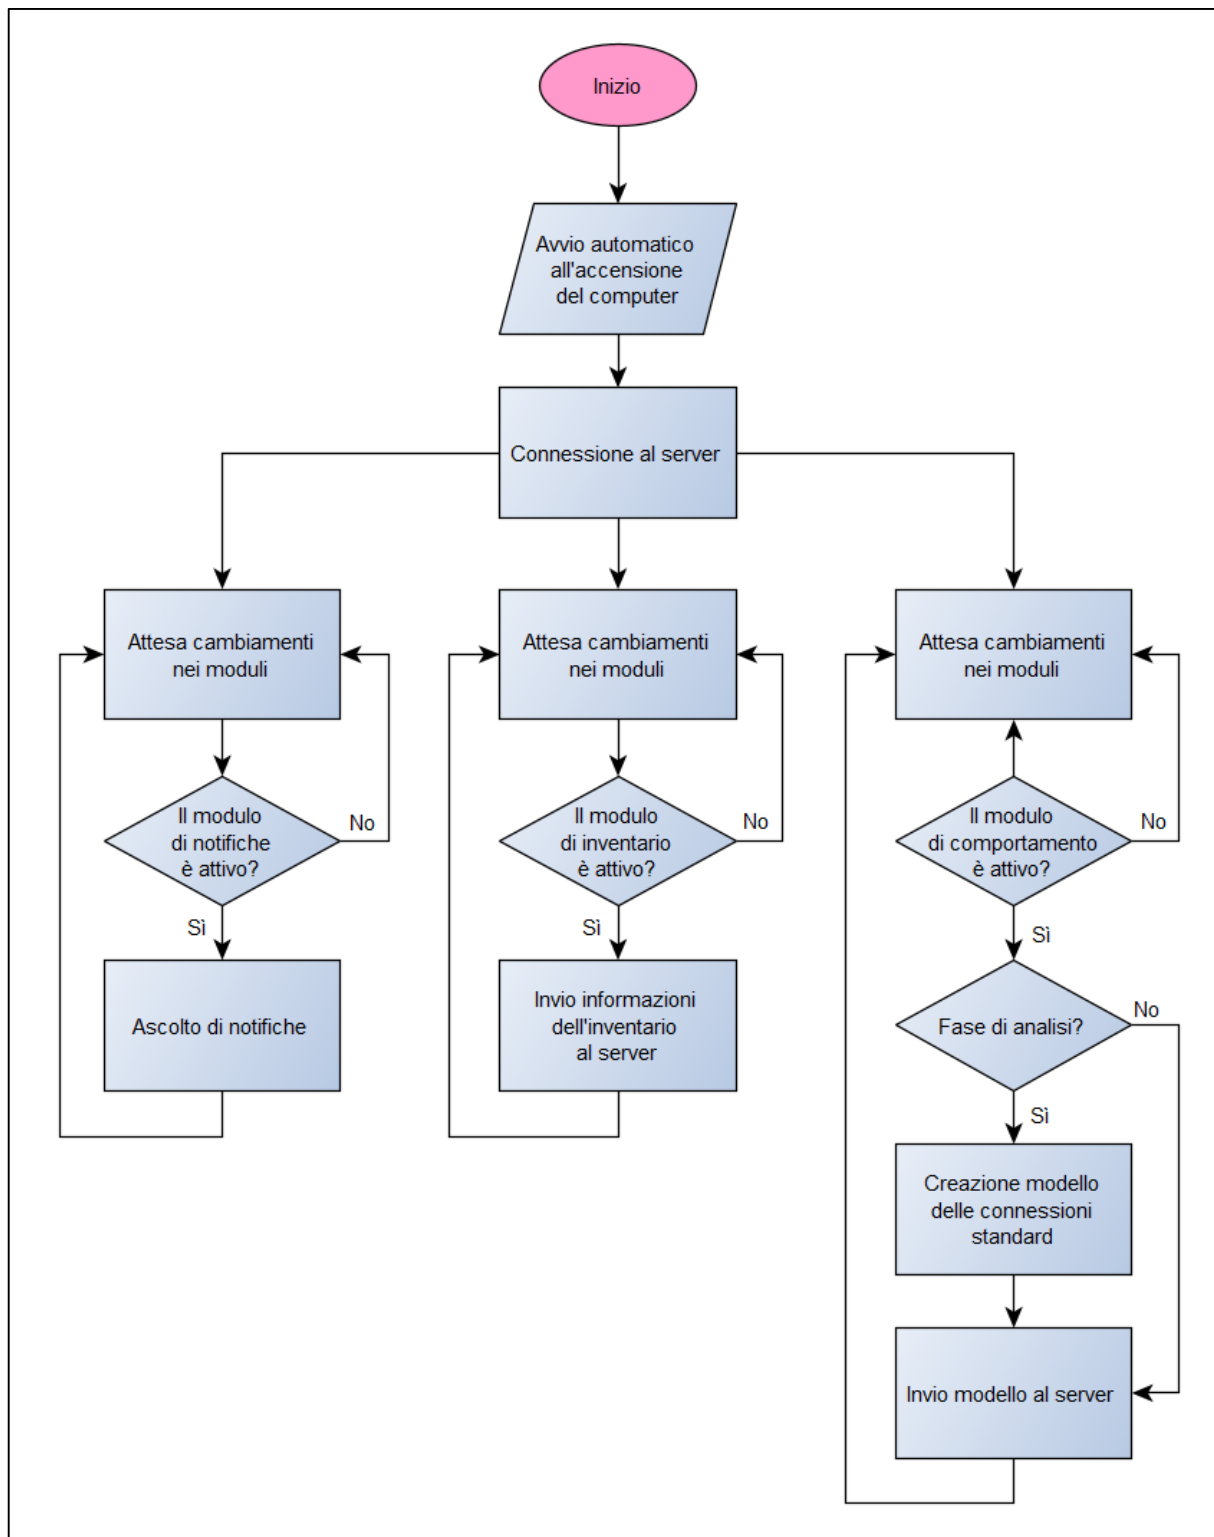 Inizio
Avvio automatico
all'accensione
del computer
Connessione al server
Attesa cambiamenti
nei moduli
Attesa cambiamenti
nei moduli
Attesa cambiamenti
nei moduli
Il modulo
di notifiche
è attivo?
No
Il modulo
di inventario
è attivo?
No
Il modulo
di comportamento
è attivo?
No
Sì
Sì
Sì
Ascolto di notifiche
Invio informazioni
dell'inventario
al server
Fase di analisi?
No
Sì
Creazione modello
delle connessioni
standard
Invio modello al server